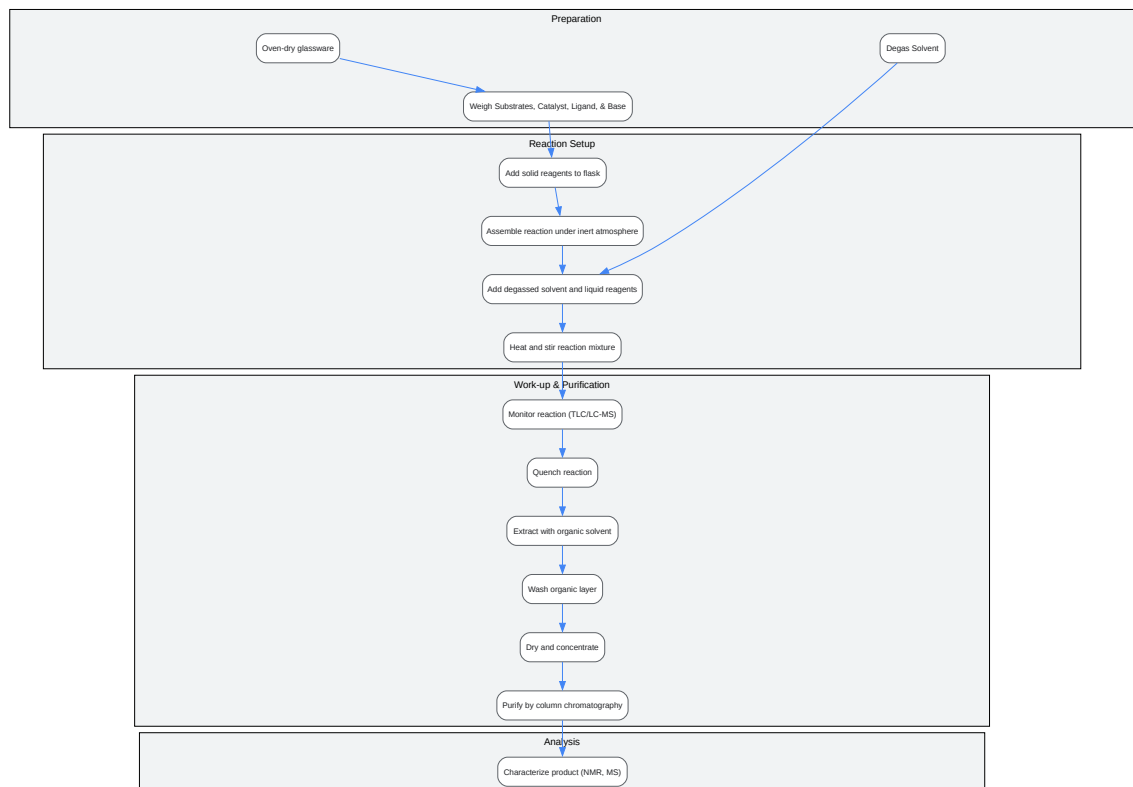 Preparation
Oven-dry glassware
Degas Solvent
Weigh Substrates, Catalyst, Ligand, & Base
Reaction Setup
Add solid reagents to flask
Assemble reaction under inert atmosphere
Add degassed solvent and liquid reagents
Heat and stir reaction mixture
Work-up & Purification
Monitor reaction (TLC/LC-MS)
Quench reaction
Extract with organic solvent
Wash organic layer
Dry and concentrate
Purify by column chromatography
Analysis
Characterize product (NMR, MS)